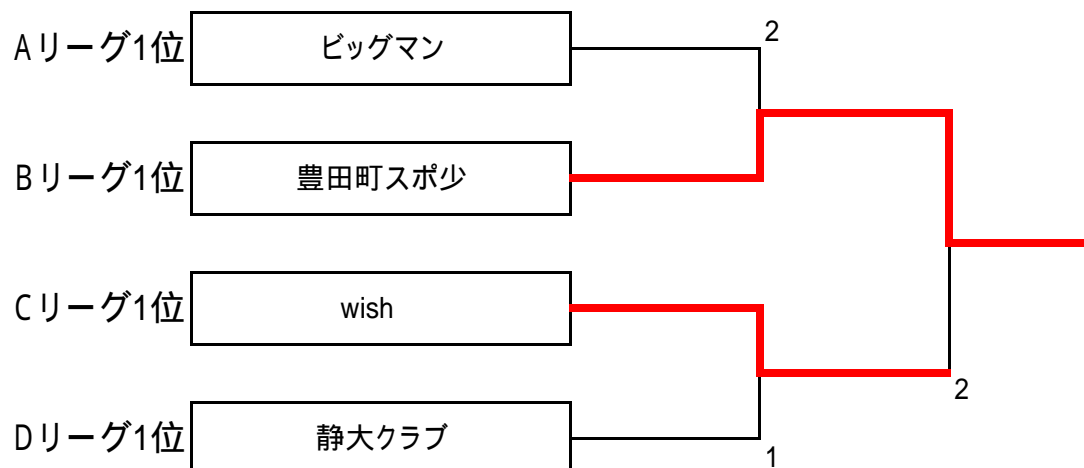 Aリーグ1位 ビッグマン 2
Bリーグ1位 豊田町スポ少
Cリーグ1位 wish
2
Dリーグ1位 静大クラブ 1